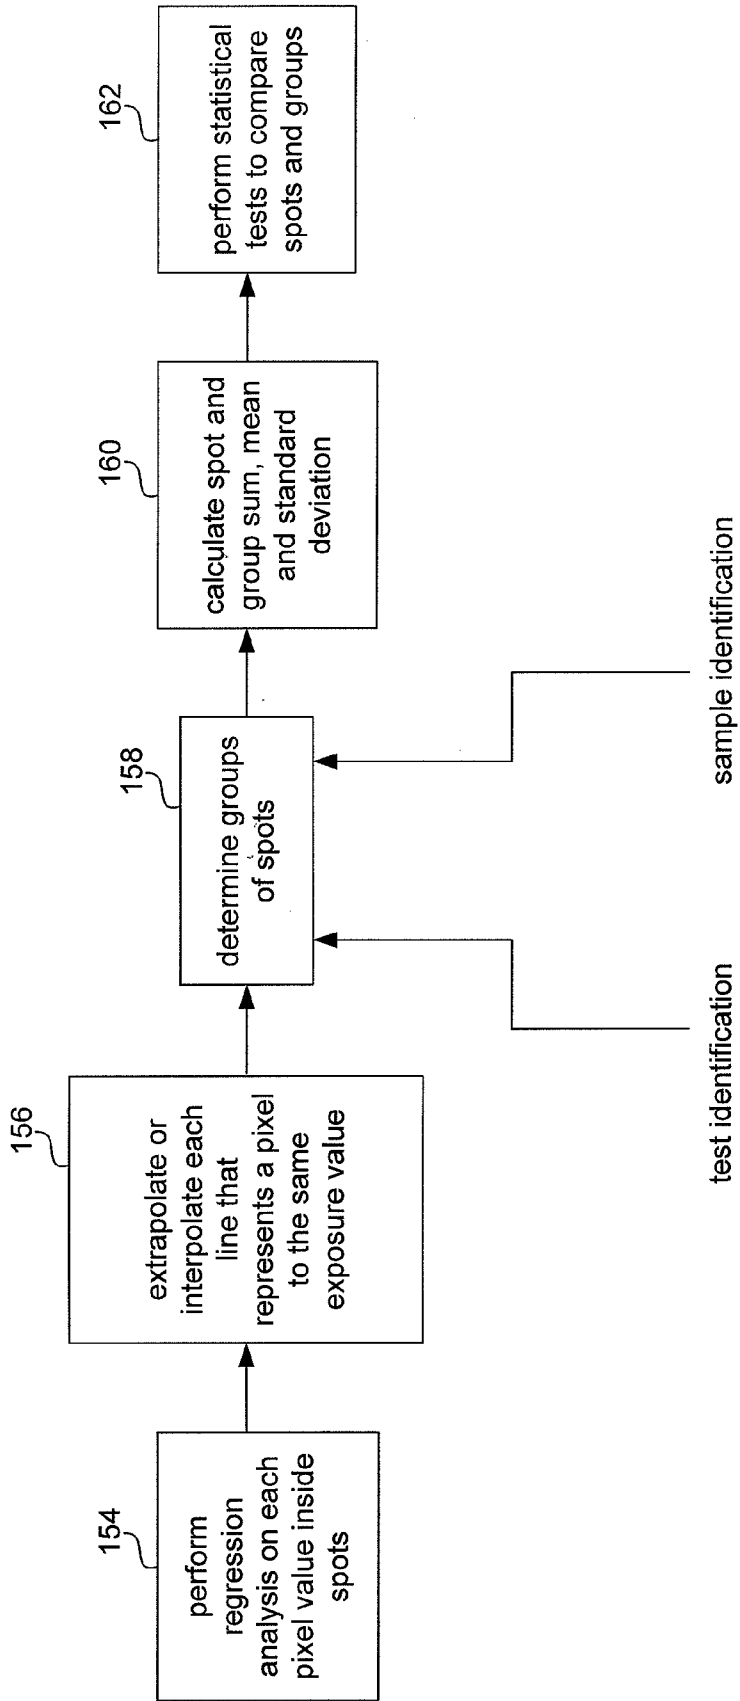 154
perform
regression
analysis on each
pixel value inside
spots
156
extrapolate or
interpolate each
line that
represents a pixel
to the same
exposure value
158
determine groups
of spots
160
calculate spot and
group sum, mean
and standard
deviation
162
perform statistical
tests to compare
spots and groups
test identification
sample identification